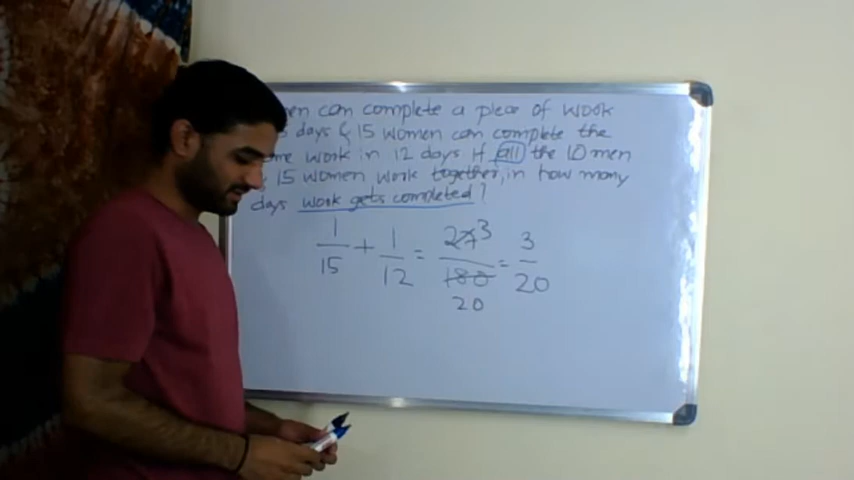 en can complete a piece of work
days & 15 women can complete the
me work in 12 days if all the 10 men
15 women work together, in how many
days work gets completed?
1/15 + 1/12 = 27 3/180 20 = 3/20